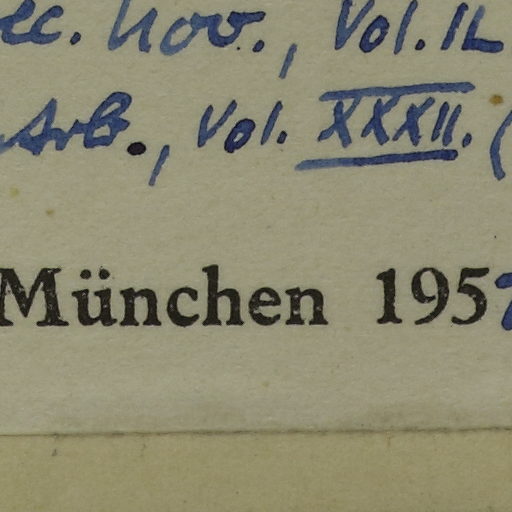 ec. nov., Vol. IL
Arb., Vol. XXXII. (
München 195